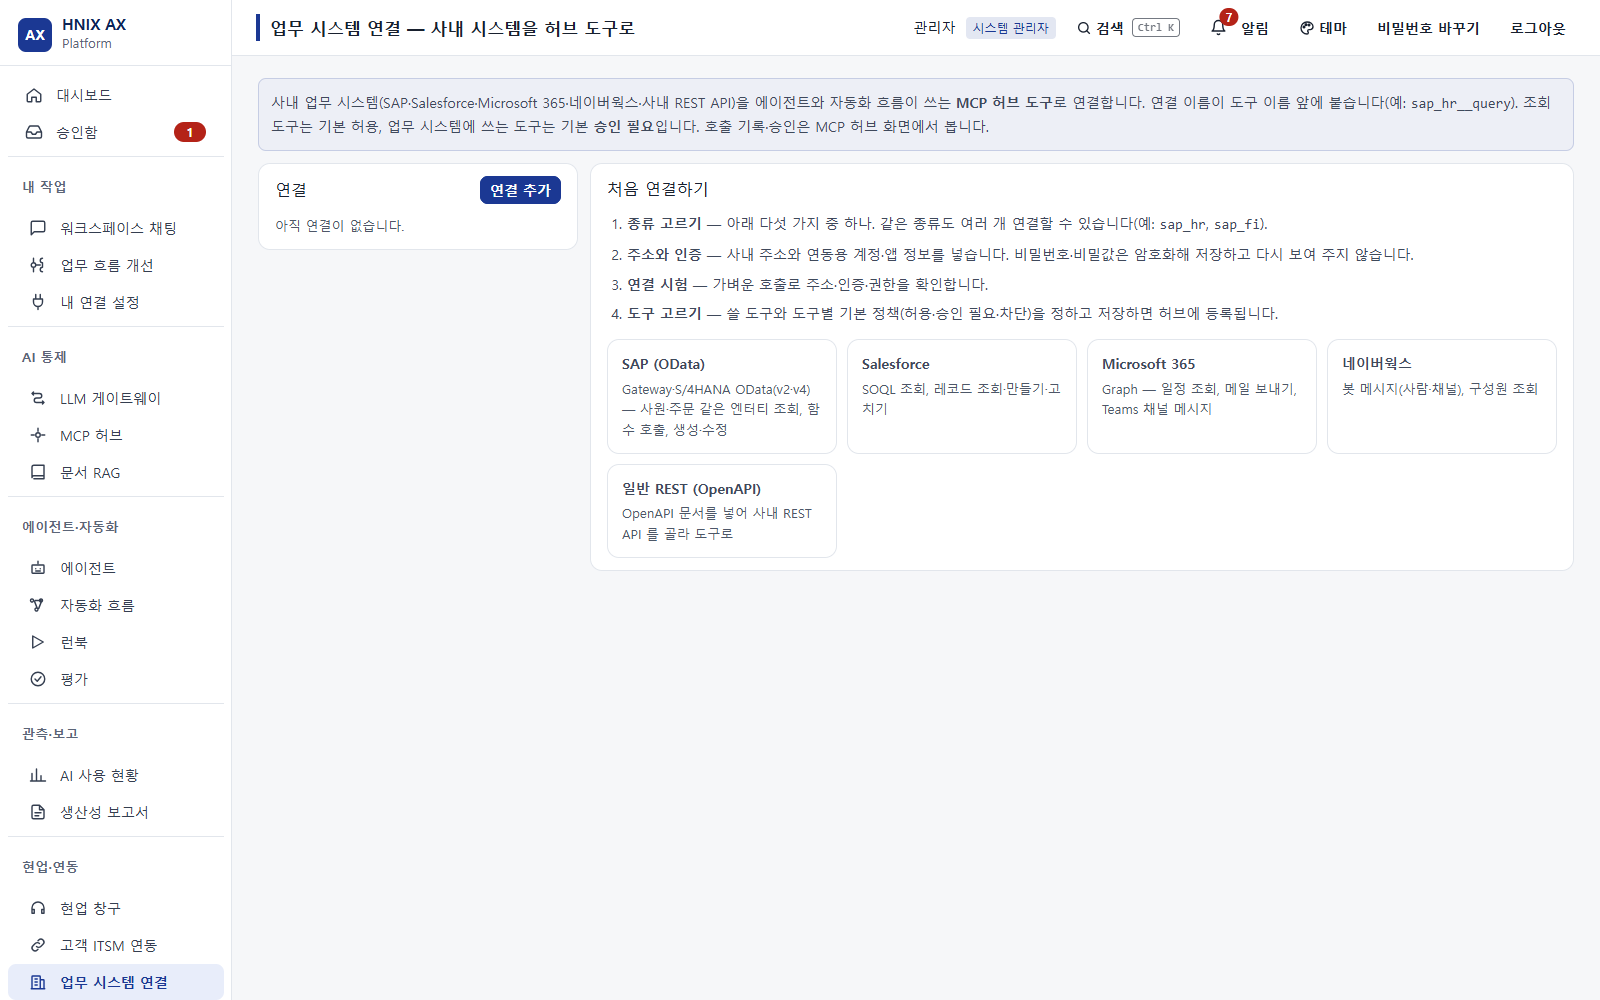 AX
HNIX AX
Platform
대시보드
승인함
1
내 작업
워크스페이스 채팅
업무 흐름 개선
내 연결 설정
AI 통제
LLM 게이트웨이
MCP 허브
문서 RAG
에이전트·자동화
에이전트
자동화 흐름
런북
평가
관측·보고
AI 사용 현황
생산성 보고서
현업·연동
현업 창구
고객 ITSM 연동
업무 시스템 연결
업무 시스템 연결 — 사내 시스템을 허브 도구로
관리자
시스템 관리자
검색
Ctrl K
7
알림
테마
비밀번호 바꾸기
로그아웃
사내 업무 시스템(SAP·Salesforce·Microsoft 365·네이버웍스·사내 REST API)을 에이전트와 자동화 흐름이 쓰는 MCP 허브 도구로 연결합니다. 연결 이름이 도구 이름 앞에 붙습니다(예: sap_hr__query). 조회
도구는 기본 허용, 업무 시스템에 쓰는 도구는 기본 승인 필요입니다. 호출 기록·승인은 MCP 허브 화면에서 봅니다.
연결
연결 추가
아직 연결이 없습니다.
처음 연결하기
1. 종류 고르기 — 아래 다섯 가지 중 하나. 같은 종류도 여러 개 연결할 수 있습니다(예: sap_hr, sap_fi).
2. 주소와 인증 — 사내 주소와 연동용 계정·앱 정보를 넣습니다. 비밀번호·비밀값은 암호화해 저장하고 다시 보여 주지 않습니다.
3. 연결 시험 — 가벼운 호출로 주소·인증·권한을 확인합니다.
4. 도구 고르기 — 쓸 도구와 도구별 기본 정책(허용·승인 필요·차단)을 정하고 저장하면 허브에 등록됩니다.
SAP (OData)
Gateway·S/4HANA OData(v2·v4)
— 사원·주문 같은 엔터티 조회, 함
수 호출, 생성·수정
Salesforce
SOQL 조회, 레코드 조회·만들기·고
치기
Microsoft 365
Graph — 일정 조회, 메일 보내기,
Teams 채널 메시지
네이버웍스
봇 메시지(사람·채널), 구성원 조회
일반 REST (OpenAPI)
OpenAPI 문서를 넣어 사내 REST
API 를 골라 도구로